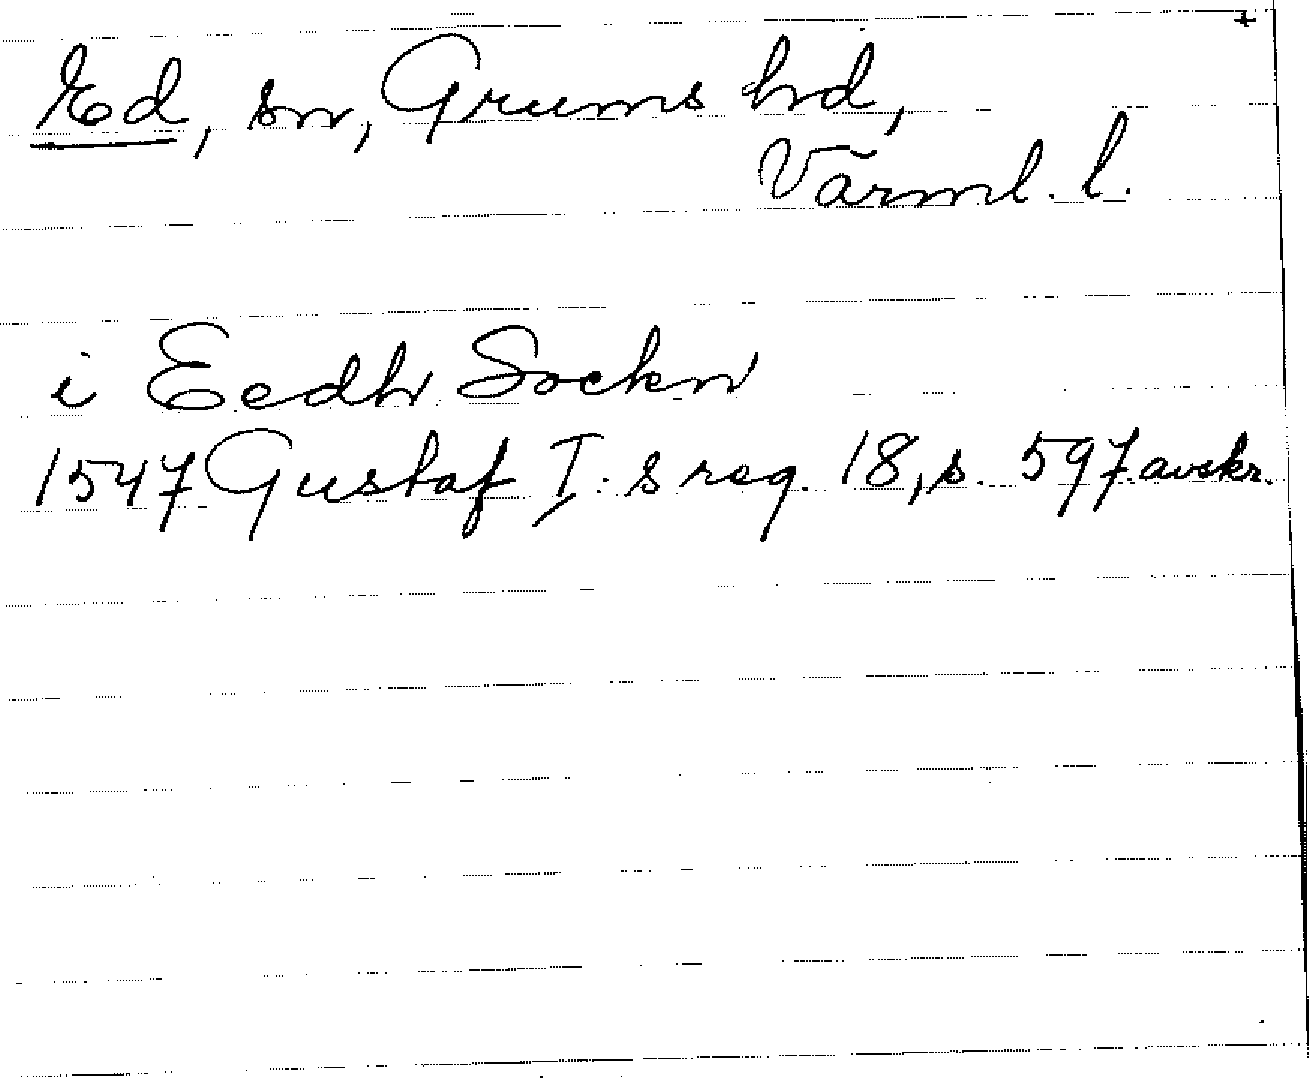 Ed, sn, Grums hd,
Värml. l.
i Eedh Sockn
1547 Gustaf I:s reg. 18, s. 597. avskr.